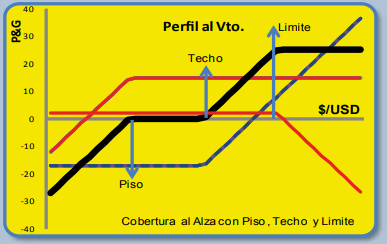 P&G
Perfil al Vto.
40
30
20
10
0
-10
-20
-30
-40
Limite
Techo
$/USD
Piso
Cobertura al Alza con Piso, Techo y Limite